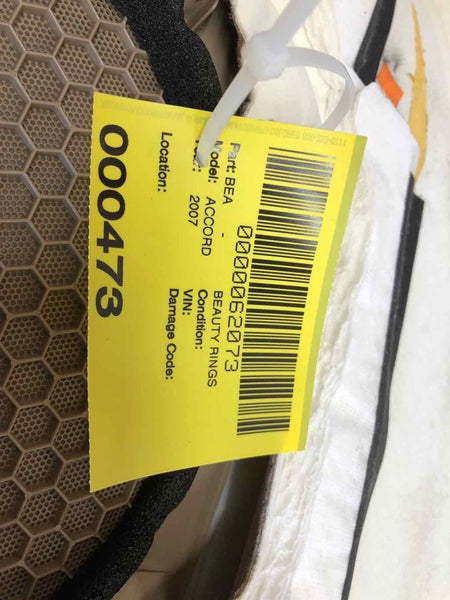 0000062073
Part: BEA - BEAUTY RINGS
Model: ACCORD Condition:
2007 VIN:
Damage Code:
Location:
000473